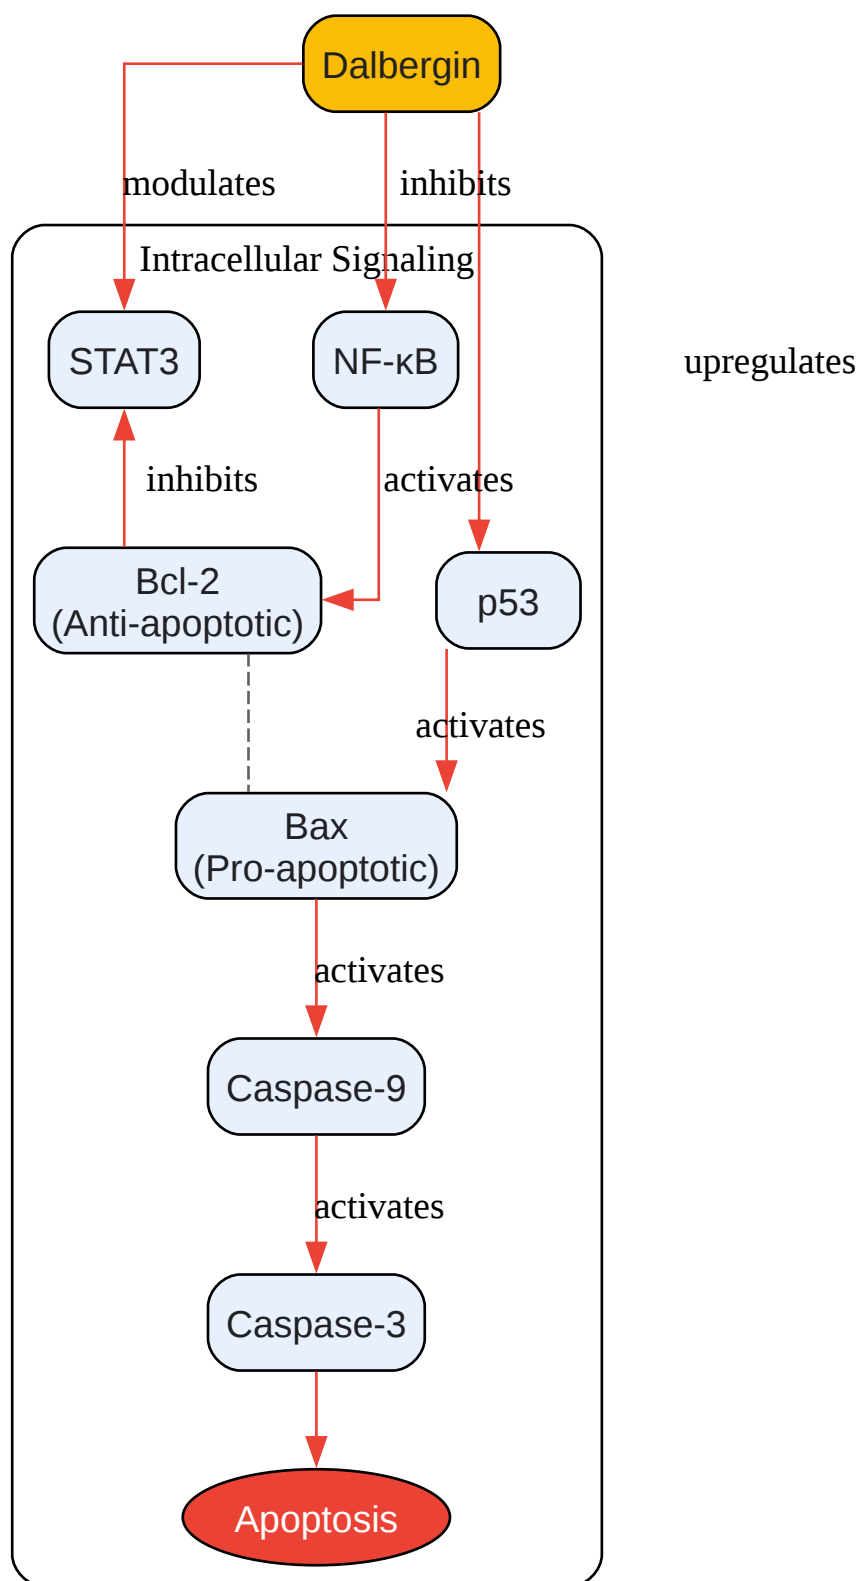 Dalbergin
modulates
inhibits
Intracellular Signaling
STAT3
NF-κB
upregulates
inhibits
activates
Bcl-2
(Anti-apoptotic)
p53
activates
Bax
(Pro-apoptotic)
activates
Caspase-9
activates
Caspase-3
Apoptosis